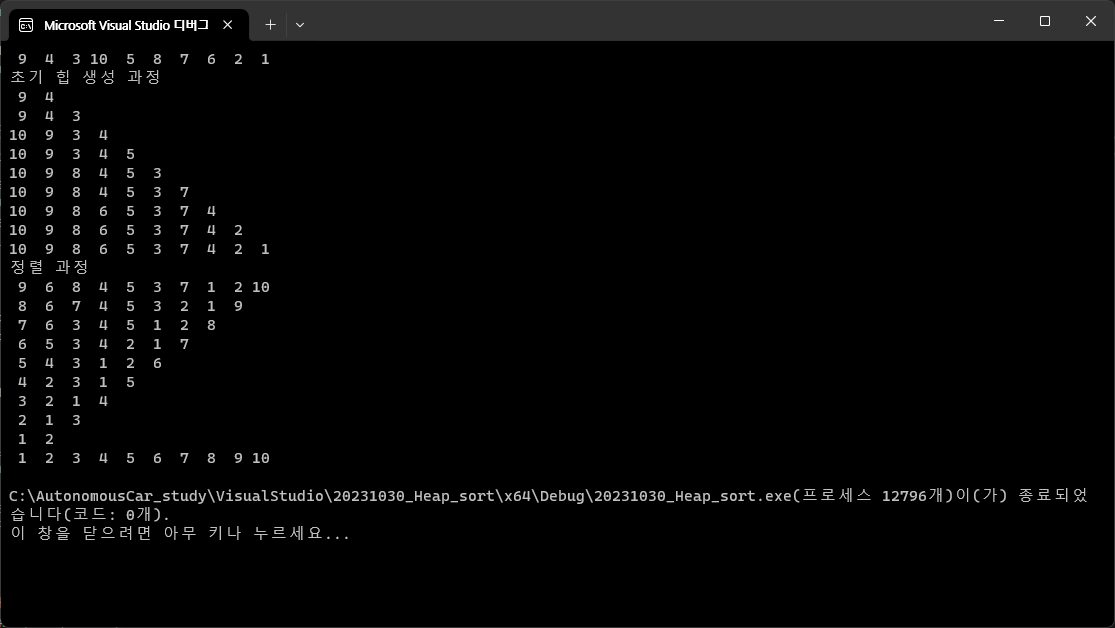 Microsoft Visual Studio 디버그
9 4 3 10 5 8 7 6 2 1
초기 힙 생성 과정
9 4
9 4 3
10 9 3 4
10 9 3 4 5
10 9 8 4 5 3
10 9 8 4 5 3 7
10 9 8 6 5 3 7 4
10 9 8 6 5 3 7 4 2
10 9 8 6 5 3 7 4 2 1
정렬 과정
9 6 8 4 5 3 7 1 2 10
8 6 7 4 5 3 2 1 9
7 6 3 4 5 1 2 8
6 5 3 4 2 1 7
5 4 3 1 2 6
4 2 3 1 5
3 2 1 4
2 1 3
1 2
1 2 3 4 5 6 7 8 9 10
C:\AutonomousCar_study\VisualStudio\20231030_Heap_sort\x64\Debug\20231030_Heap_sort.exe(프로세스 12796개)이(가) 종료되었
습니다(코드: 0개).
이 창을 닫으려면 아무 키나 누르세요...